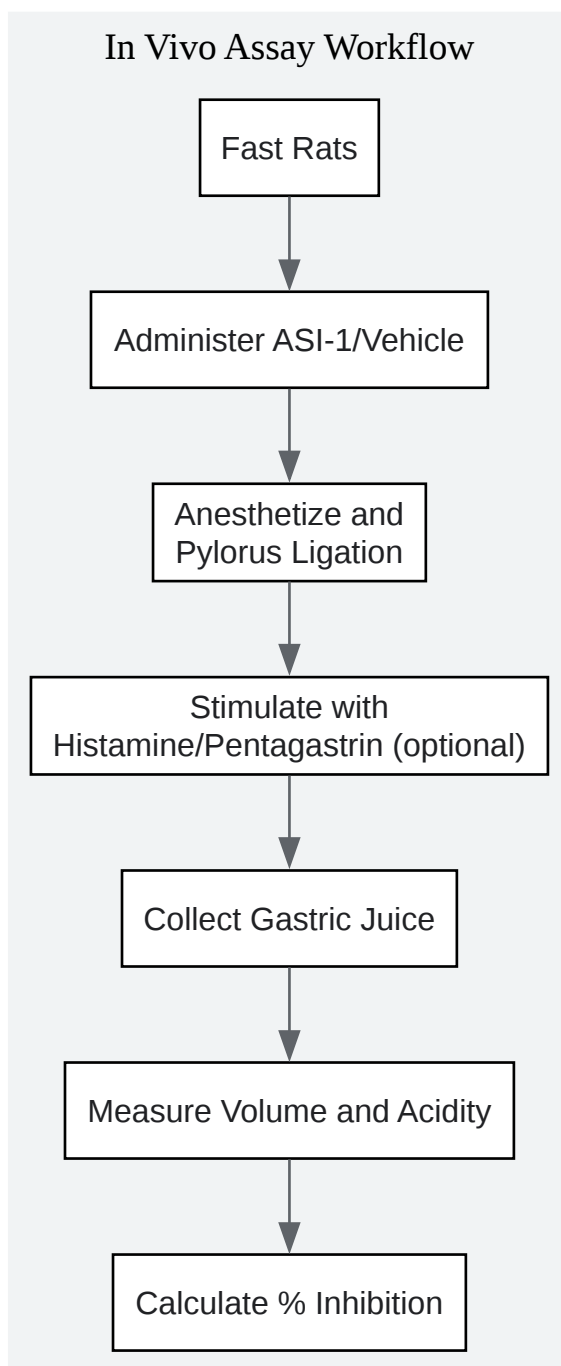 In Vivo Assay Workflow
Fast Rats
Administer ASI-1/Vehicle
Anesthetize and
Pylorus Ligation
Stimulate with
Histamine/Pentagastrin (optional)
Collect Gastric Juice
Measure Volume and Acidity
Calculate % Inhibition